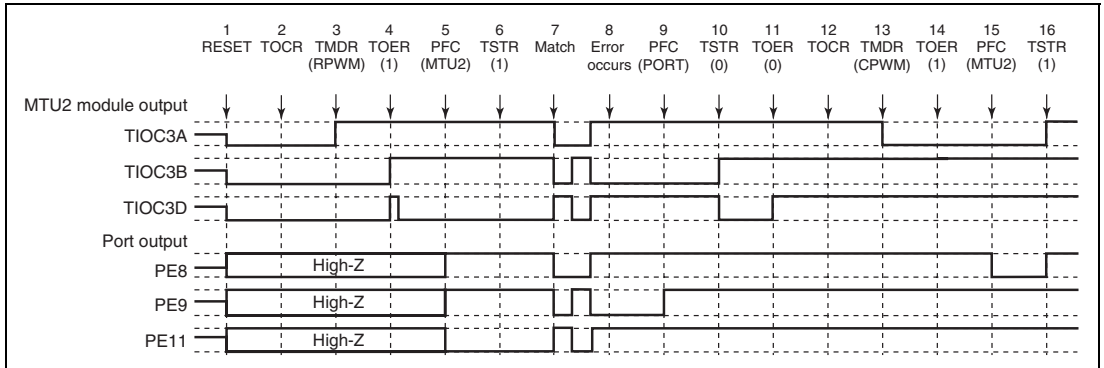 1 2 3 4 5 6 7 8 9 10 11 12 13 14 15 16
RESET TOCR TMDR TOER PFC TSTR Match Error PFC TSTR TOER TOCR TMDR TOER PFC TSTR
(RPWM) (1) (MTU2) (1) occurs (PORT) (0) (0) (CPWM) (1) (MTU2) (1)
MTU2 module output
TIOC3A
TIOC3B
TIOC3D
Port output
PE8 High-Z
PE9 High-Z
PE11 High-Z